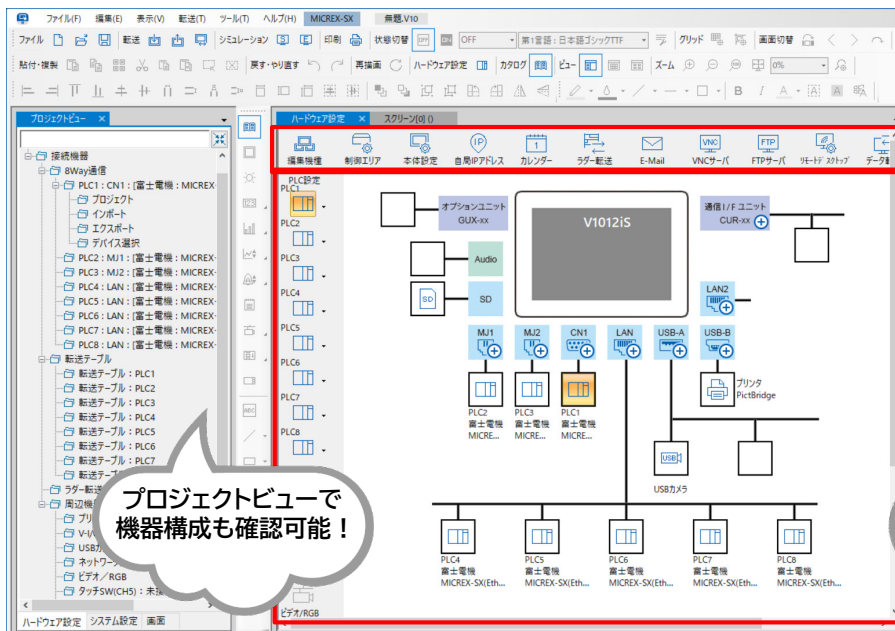 ファイル(F) 編集(E) 表示(V) 転送(T) ツール(T) ヘルプ(H) MICREX-SX 無題.V10
ファイル 転送 シミュレーション 印刷 状態切替 OFF 第1言語:日本語ゴシックTTF グリッド 画面切替
貼付・複製 戻す・やり直す 再描画 ハードウェア設定 カタログ ビュー ズーム 0%
B I A
プロジェクトビュー ×
ハードウェア設定 × スクリーン[0] ()
編集機種 制御エリア 本体設定 自局IPアドレス カレンダー ラダー転送 E-Mail VNCサーバ FTPサーバ リモートデスクトップ
接続機器
8Way通信
PLC1 : CN1 : [富士電機 : MICREX-
プロジェクト
インポート
エクスポート
デバイス選択
PLC2 : MJ1 : [富士電機 : MICREX-
PLC3 : MJ2 : [富士電機 : MICREX-
PLC4 : LAN : [富士電機 : MICREX-
PLC5 : LAN : [富士電機 : MICREX-
PLC6 : LAN : [富士電機 : MICREX-
PLC7 : LAN : [富士電機 : MICREX-
PLC8 : LAN : [富士電機 : MICREX-
転送テーブル
転送テーブル : PLC1
転送テーブル : PLC2
転送テーブル : PLC3
転送テーブル : PLC4
転送テーブル : PLC5
転送テーブル : PLC6
転送テーブル : PLC7
転送テーブ
ラダー転送
周辺機
プリ
V-I/
USBカ
ネットワーク
ビデオ/RGB
タッチSW(CH5) : 未接
ハードウェア設定 システム設定 画面
プロジェクトビューで
機器構成も確認可能!
ABC
ビデオ/RGB
PLC設定
PLC1
PLC2
PLC3
PLC4
PLC5
PLC6
PLC7
PLC8
オプションユニット
GUX-xx
Audio
SD
SD
V1012iS
通信I/Fユニット
CUR-xx
LAN2
MJ1 MJ2 CN1 LAN USB-A USB-B
プリンタ
PictBridge
PLC2
富士電機
MICRE...
PLC3
富士電機
MICRE...
PLC1
富士電機
MICRE...
USB
USBカメラ
PLC4
富士電機
MICREX-SX(Eth...
PLC5
富士電機
MICREX-SX(Eth...
PLC6
富士電機
MICREX-SX(Eth...
PLC7
富士電機
MICREX-SX(Eth...
PLC8
富士電機
MICREX-SX(Eth...